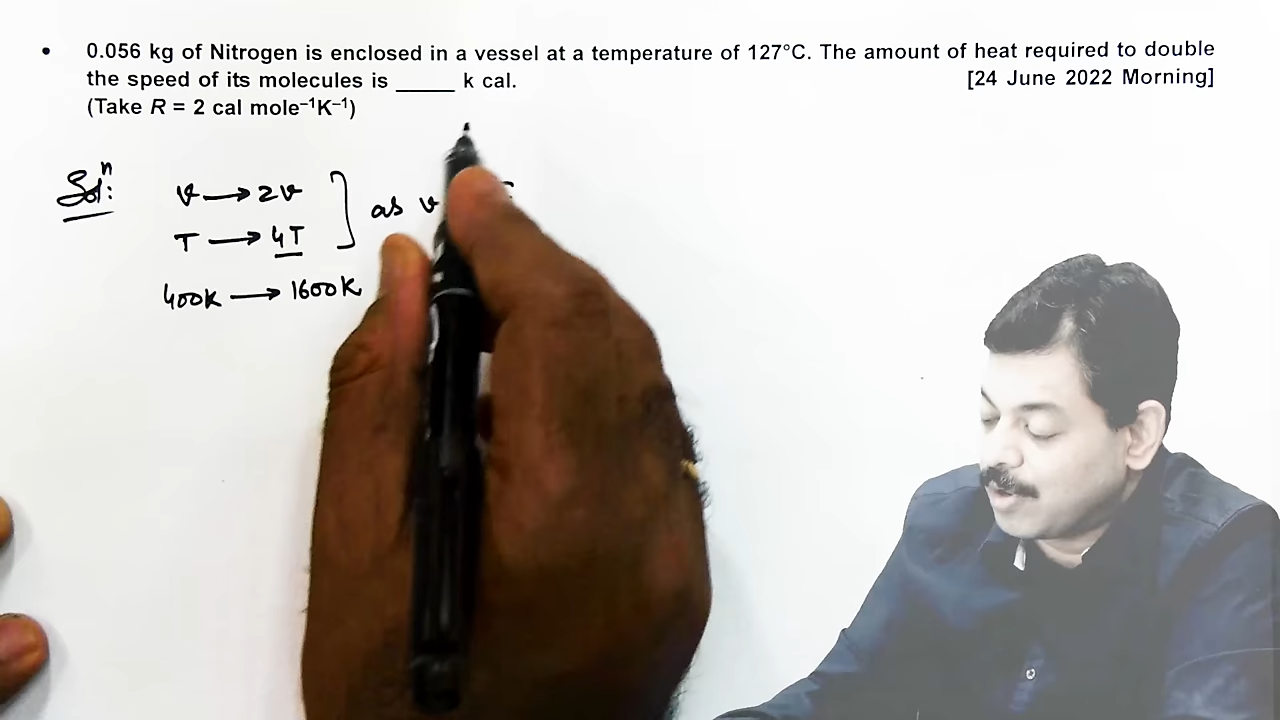 • 0.056 kg of Nitrogen is enclosed in a vessel at a temperature of 127°C. The amount of heat required to double
the speed of its molecules is _____ k cal. [24 June 2022 Morning]
(Take R = 2 cal mole⁻¹K⁻¹)
Solⁿ: v → 2v
T → 4T ] as v
400K → 1600K